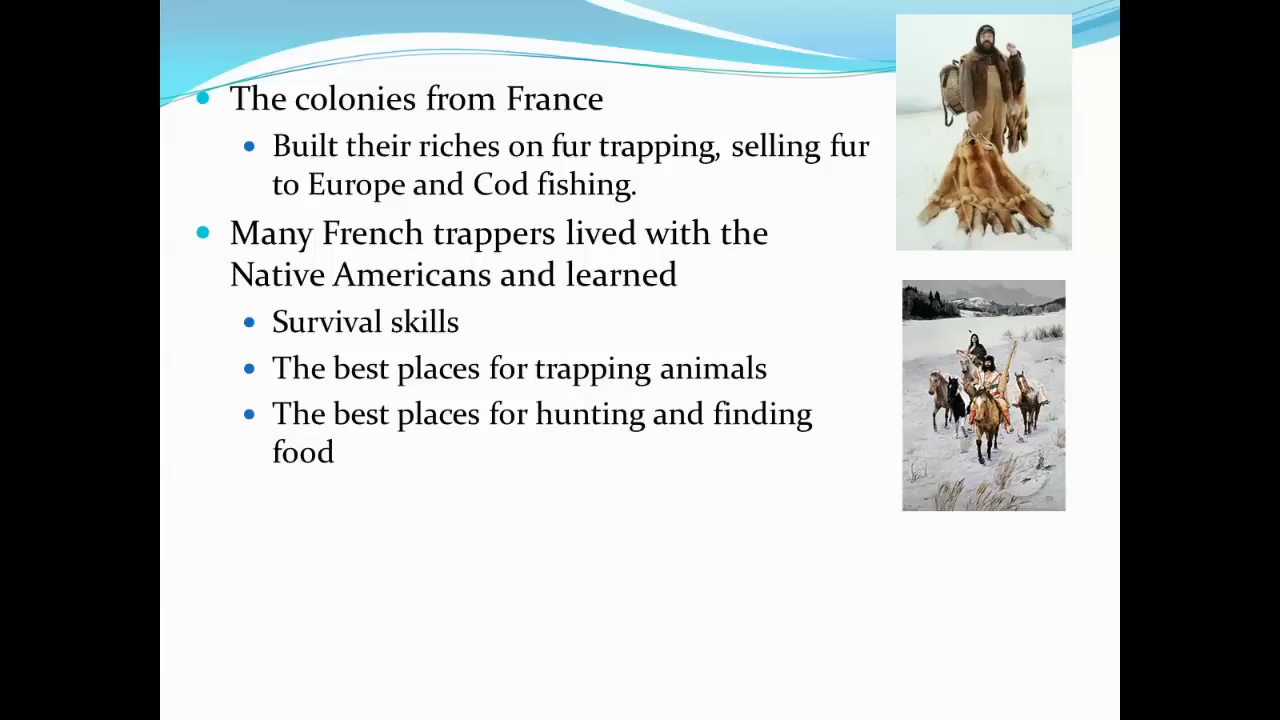 The colonies from France
Built their riches on fur trapping, selling fur
to Europe and Cod fishing.
Many French trappers lived with the
Native Americans and learned
Survival skills
The best places for trapping animals
The best places for hunting and finding
food